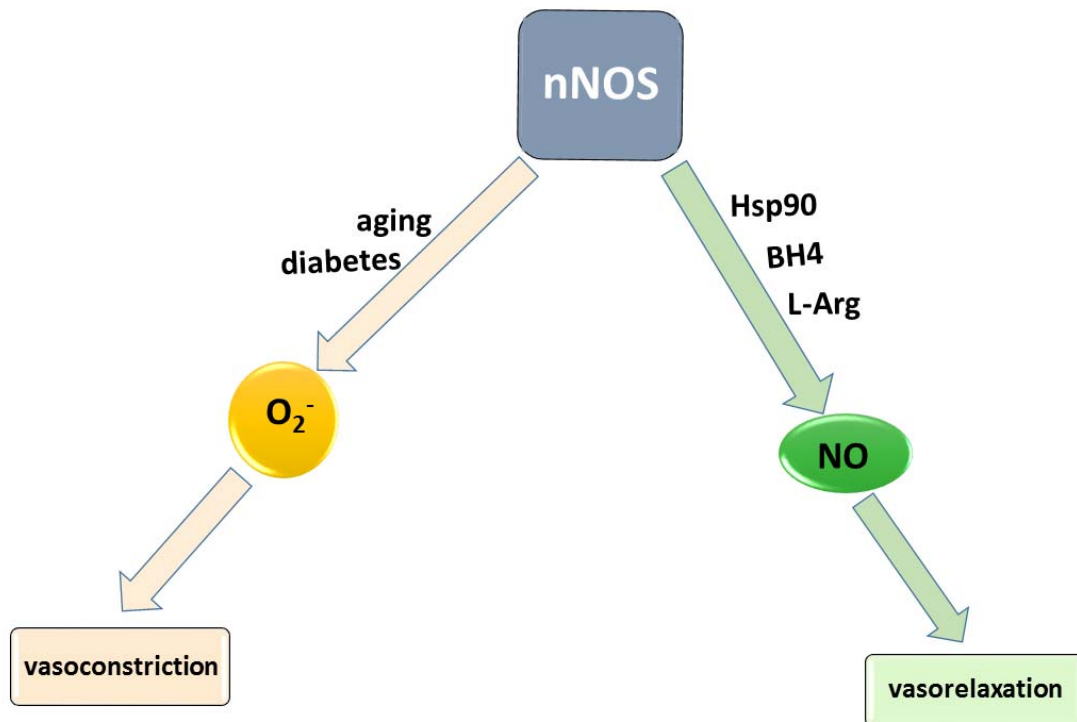 nNOS
aging
diabetes
Hsp90
BH4
L-Arg
O₂⁻
NO
vasoconstriction
vasorelaxation